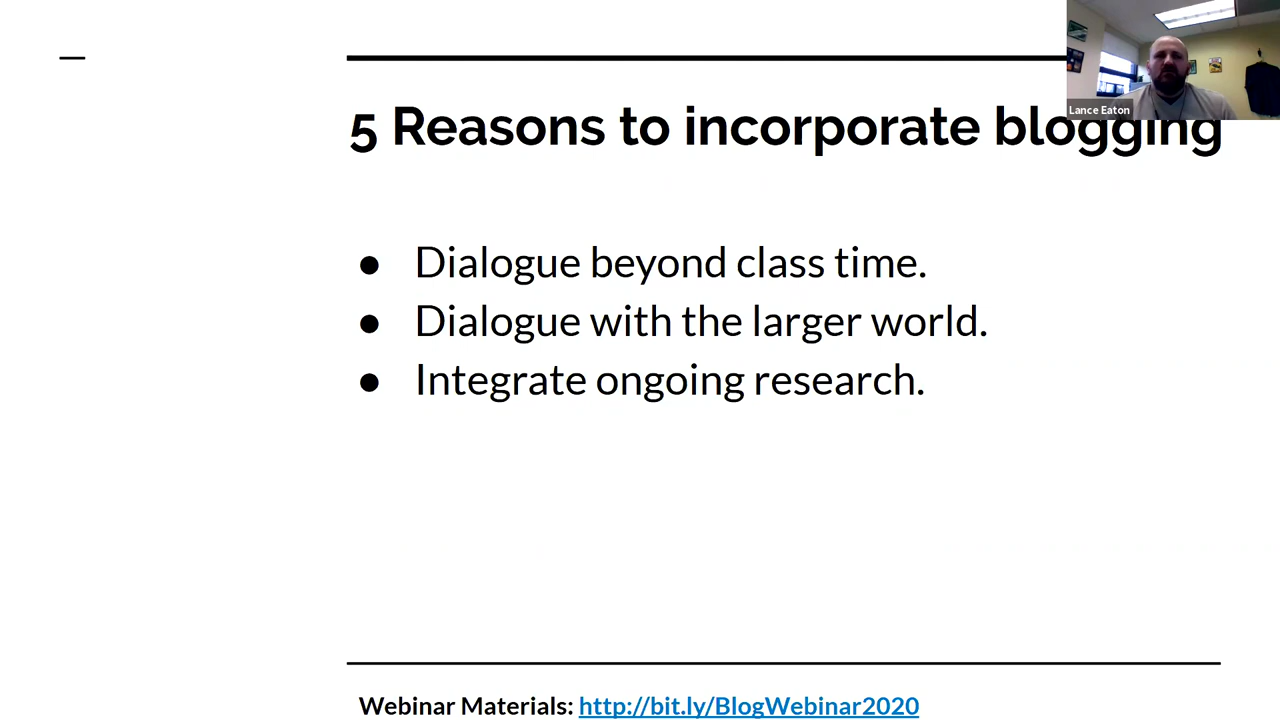 Lance Eaton
5 Reasons to incorporate blogging
● Dialogue beyond class time.
● Dialogue with the larger world.
● Integrate ongoing research.
Webinar Materials: http://bit.ly/BlogWebinar2020